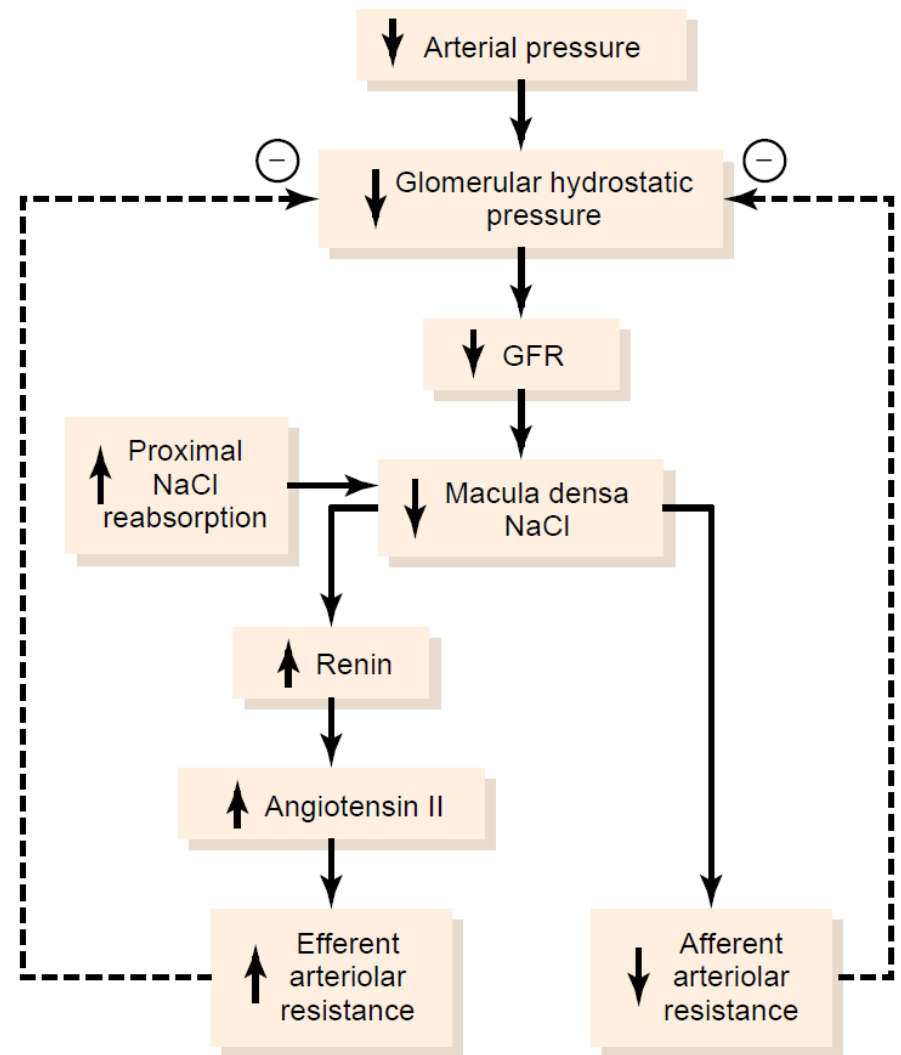 Arterial pressure
−
−
Glomerular hydrostatic
pressure
GFR
Proximal
NaCl
reabsorption
Macula densa
NaCl
Renin
Angiotensin II
Efferent
arteriolar
resistance
Afferent
arteriolar
resistance